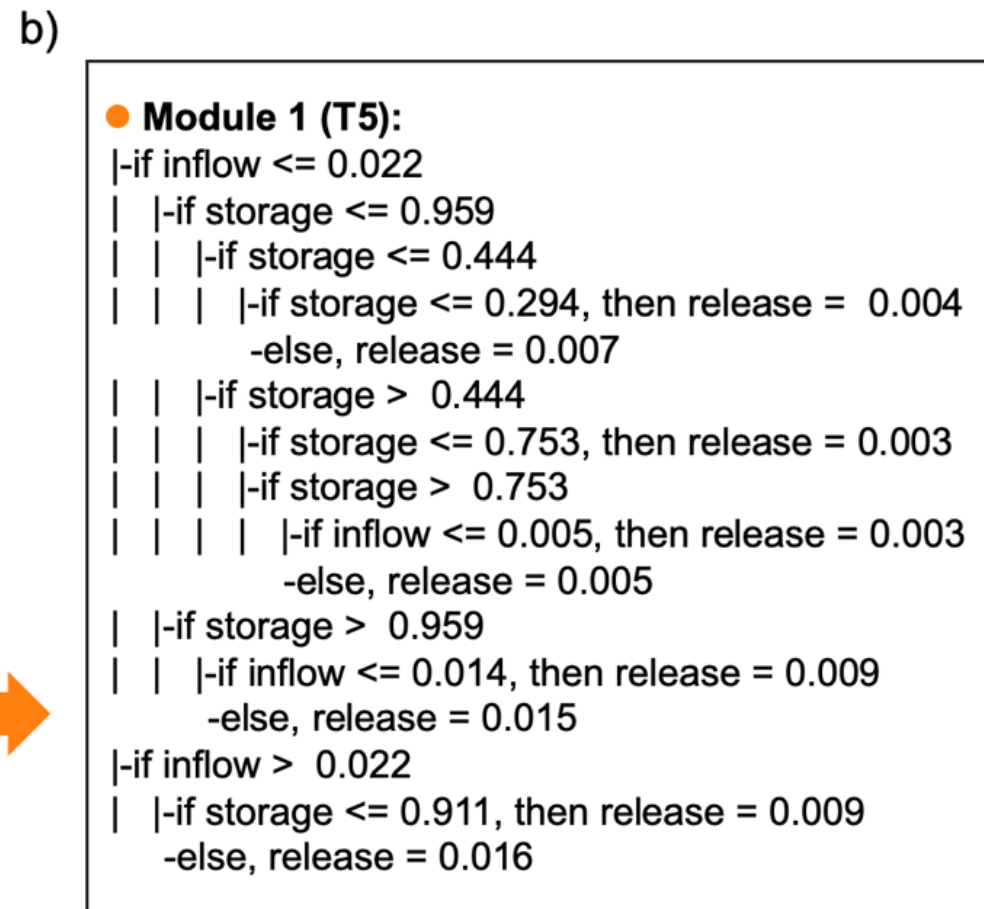 b)
● Module 1 (T5):
|-if inflow <= 0.022
| |-if storage <= 0.959
| | |-if storage <= 0.444
| | | |-if storage <= 0.294, then release = 0.004
-else, release = 0.007
| | |-if storage > 0.444
| | | |-if storage <= 0.753, then release = 0.003
| | | |-if storage > 0.753
| | | | |-if inflow <= 0.005, then release = 0.003
-else, release = 0.005
| |-if storage > 0.959
| | |-if inflow <= 0.014, then release = 0.009
-else, release = 0.015
|-if inflow > 0.022
| |-if storage <= 0.911, then release = 0.009
-else, release = 0.016